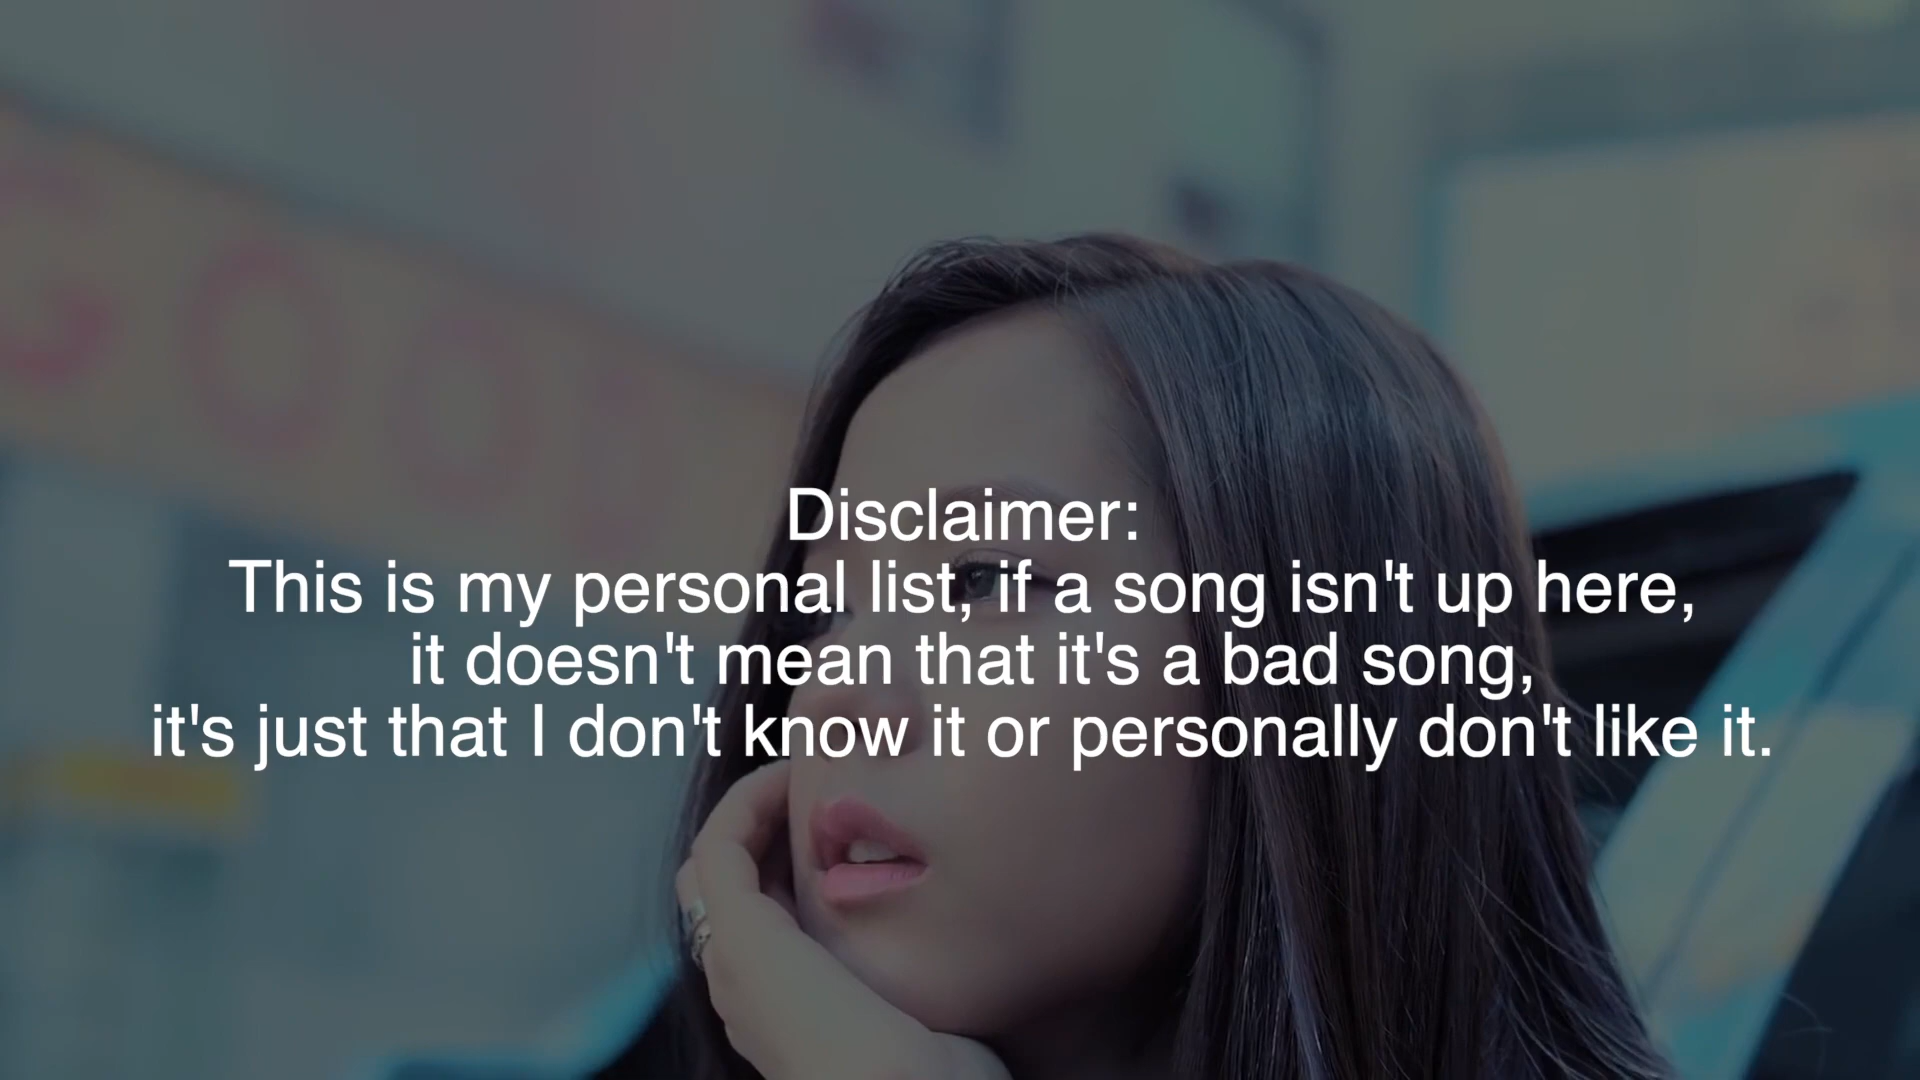 Disclaimer:
This is my personal list, if a song isn't up here,
it doesn't mean that it's a bad song,
it's just that I don't know it or personally don't like it.